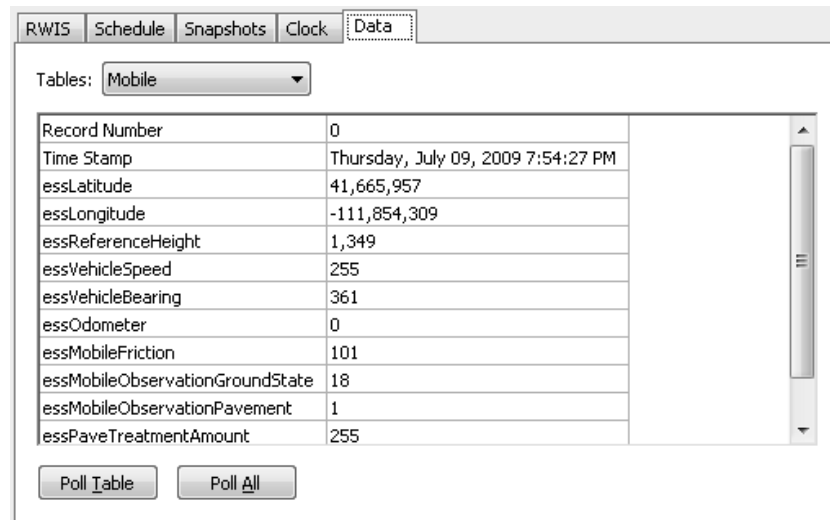 RWIS Schedule Snapshots Clock Data
Tables: Mobile
Record Number 0
Time Stamp Thursday, July 09, 2009 7:54:27 PM
essLatitude 41,665,957
essLongitude -111,854,309
essReferenceHeight 1,349
essVehicleSpeed 255
essVehicleBearing 361
essOdometer 0
essMobileFriction 101
essMobileObservationGroundState 18
essMobileObservationPavement 1
essPaveTreatmentAmount 255
Poll Table Poll All